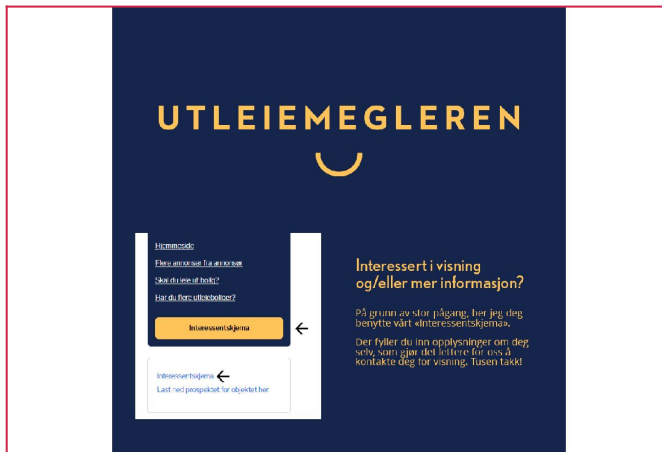 UTLEIEMEGLEREN
Hjemmeside
Flere annonser fra annonsør
Skal du leie ut bolig?
Har du flere utleieboliger?
Interessentskjema
Interessentskjema
Last ned prospektet for objektet her
Interessert i visning
og/eller mer informasjon?
På grunn av stor pågang, ber jeg deg
benytte vårt «Interessentskjema».
Der fyller du inn opplysninger om deg
selv, som gjør det lettere for oss å
kontakte deg for visning. Tusen takk!